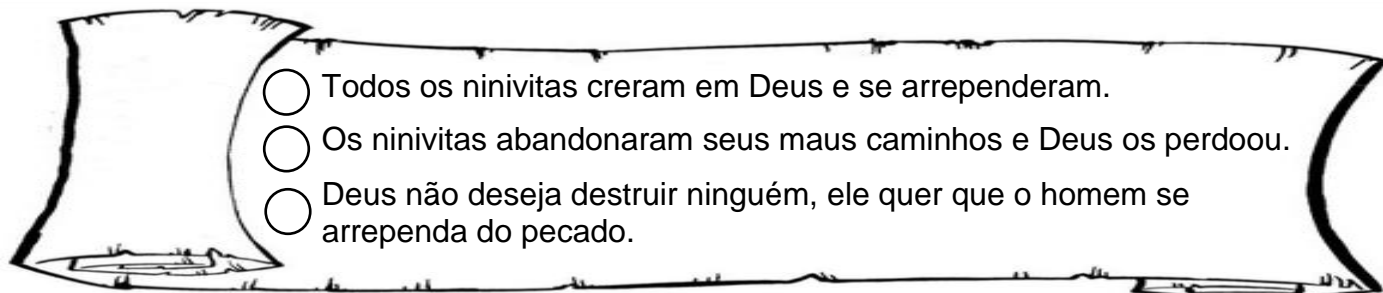 Todos os ninivitas creram em Deus e se arrependeram.
Os ninivitas abandonaram seus maus caminhos e Deus os perdoou.
Deus não deseja destruir ninguém, ele quer que o homem se
arrependa do pecado.